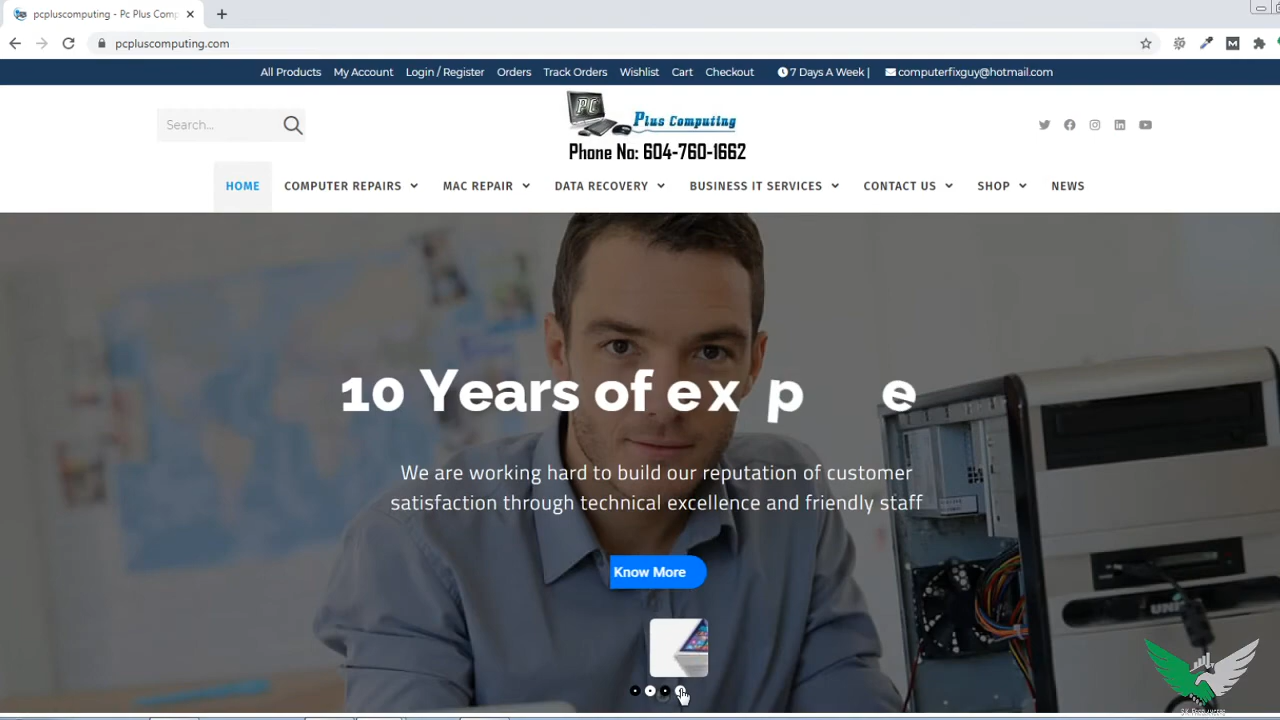 pcpluscomputing - Pc Plus Comp
pcpluscomputing.com
All Products My Account Login / Register Orders Track Orders Wishlist Cart Checkout 7 Days A Week | computerfixguy@hotmail.com
Search...
PC Plus Computing
Phone No: 604-760-1662
HOME COMPUTER REPAIRS MAC REPAIR DATA RECOVERY BUSINESS IT SERVICES CONTACT US SHOP NEWS
10 Years of exp e
We are working hard to build our reputation of customer
satisfaction through technical excellence and friendly staff
Know More